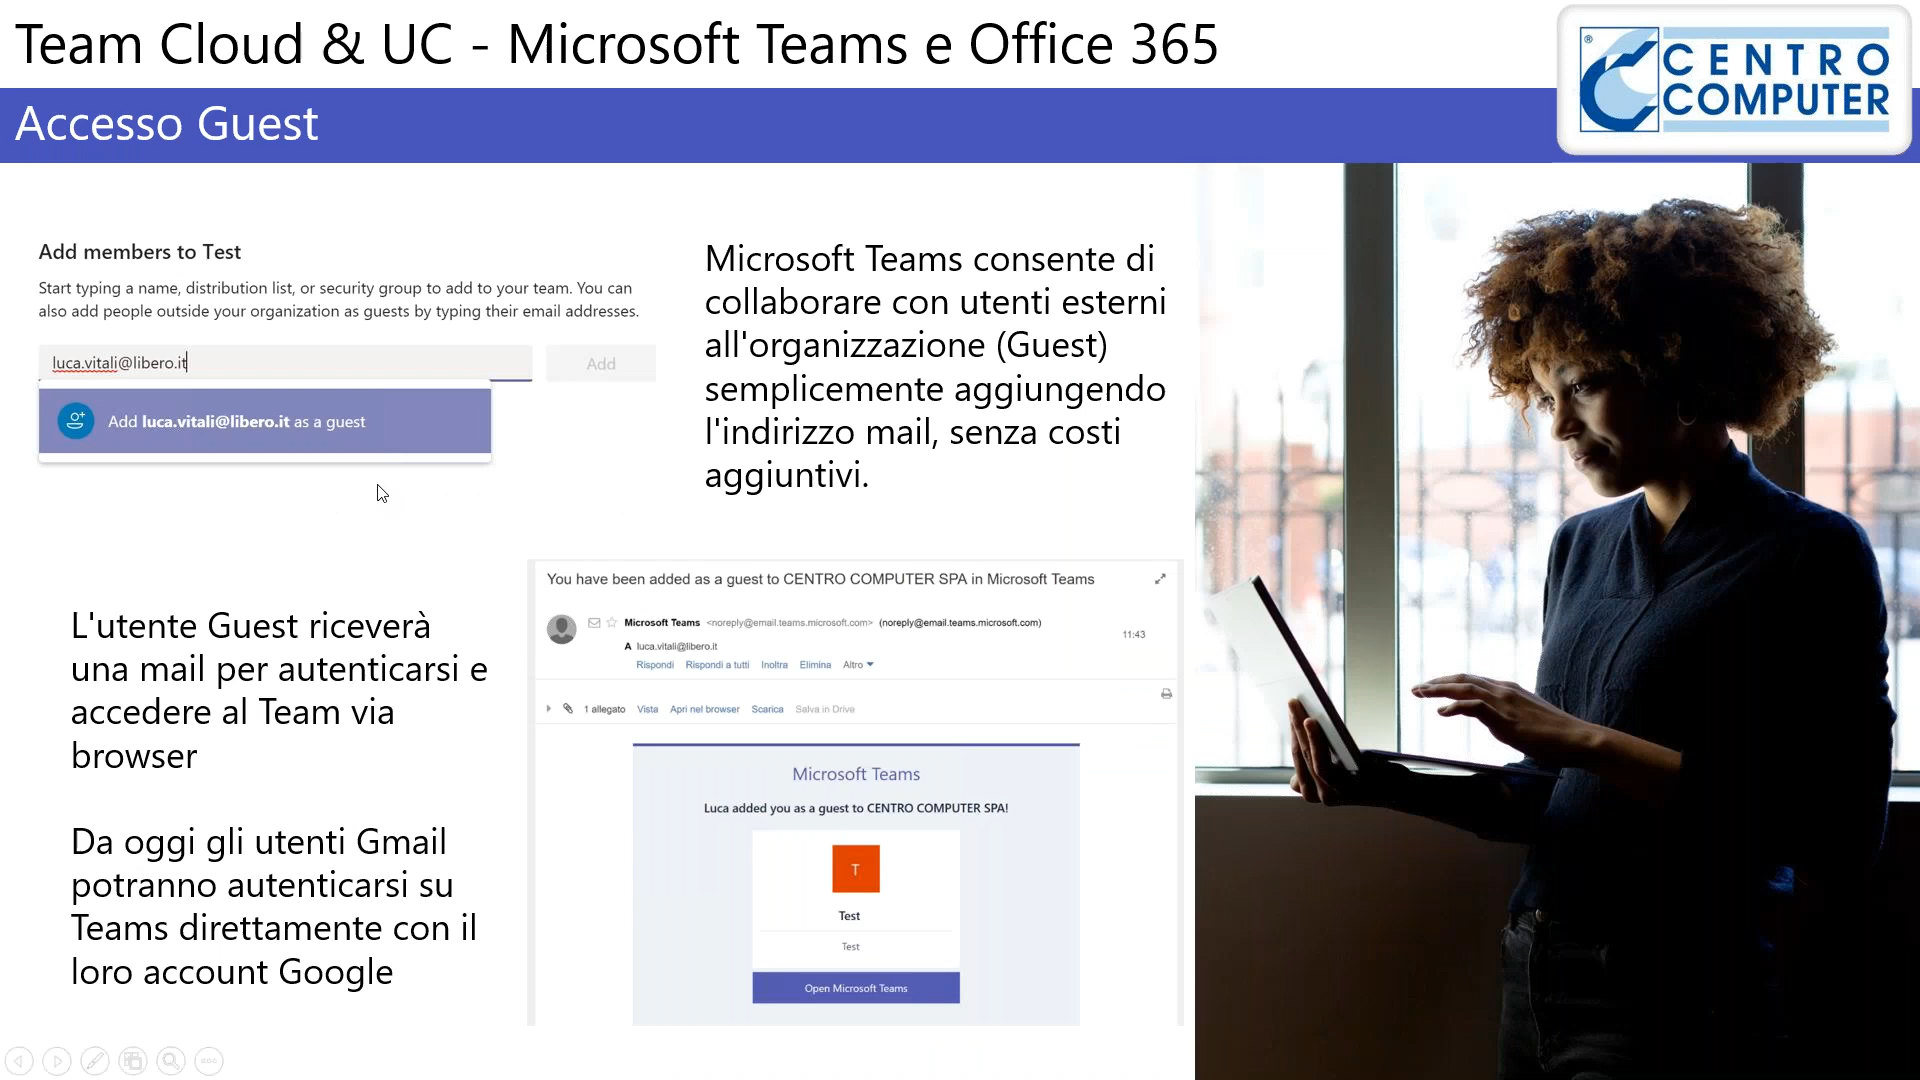 Team Cloud & UC - Microsoft Teams e Office 365
® CENTRO
COMPUTER
Accesso Guest
Add members to Test
Start typing a name, distribution list, or security group to add to your team. You can
also add people outside your organization as guests by typing their email addresses.
luca.vitali@libero.it
Add
Add luca.vitali@libero.it as a guest
Microsoft Teams consente di
collaborare con utenti esterni
all'organizzazione (Guest)
semplicemente aggiungendo
l'indirizzo mail, senza costi
aggiuntivi.
L'utente Guest riceverà
una mail per autenticarsi e
accedere al Team via
browser
Da oggi gli utenti Gmail
potranno autenticarsi su
Teams direttamente con il
loro account Google
You have been added as a guest to CENTRO COMPUTER SPA in Microsoft Teams
Microsoft Teams <noreply@email.teams.microsoft.com> (noreply@email.teams.microsoft.com)
11:43
A luca.vitali@libero.it
Rispondi Rispondi a tutti Inoltra Elimina Altro
1 allegato Vista Apri nel browser Scarica Salva in Drive
Microsoft Teams
Luca added you as a guest to CENTRO COMPUTER SPA!
T
Test
Test
Open Microsoft Teams